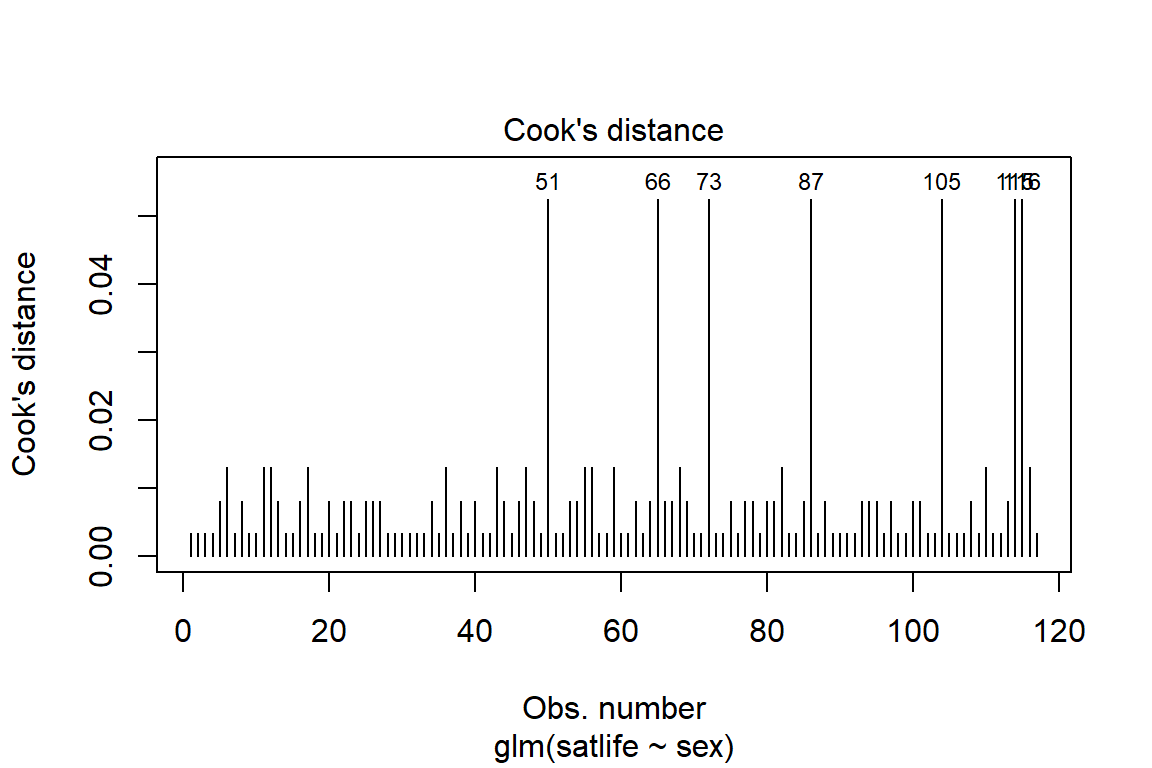 Cook's distance
51 66 73 87 105
0.04
0.02
0.00
Cook's distance
0 20 40 60 80 100 120
Obs. number
glm(satlife ~ sex)